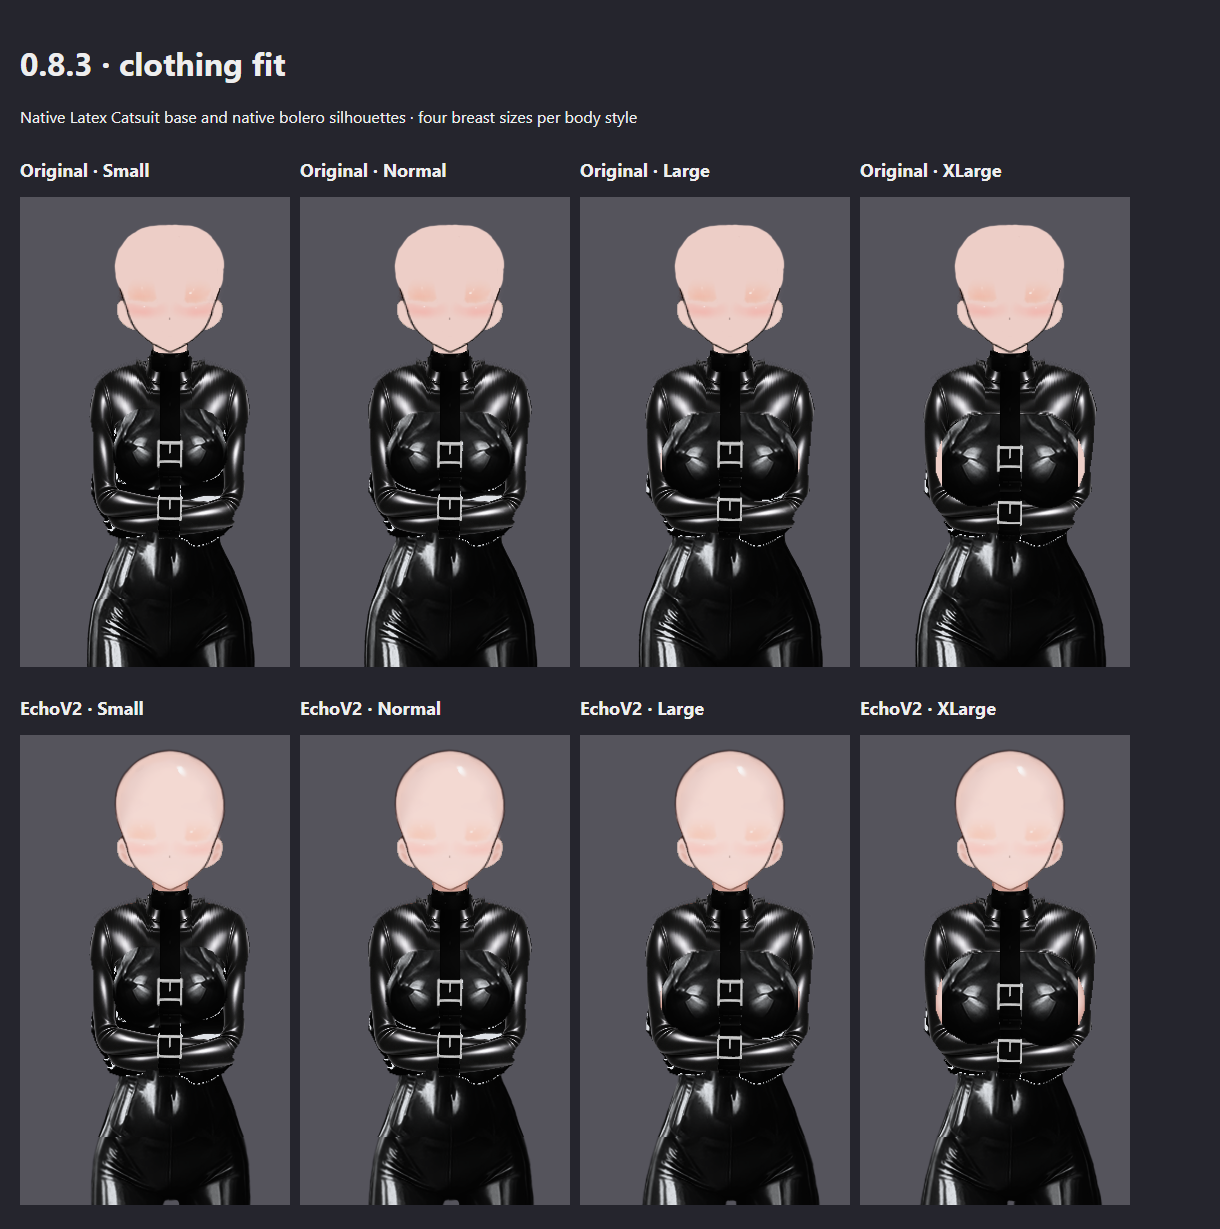 0.8.3 · clothing fit
Native Latex Catsuit base and native bolero silhouettes · four breast sizes per body style
Original · Small
Original · Normal
Original · Large
Original · XLarge
EchoV2 · Small
EchoV2 · Normal
EchoV2 · Large
EchoV2 · XLarge